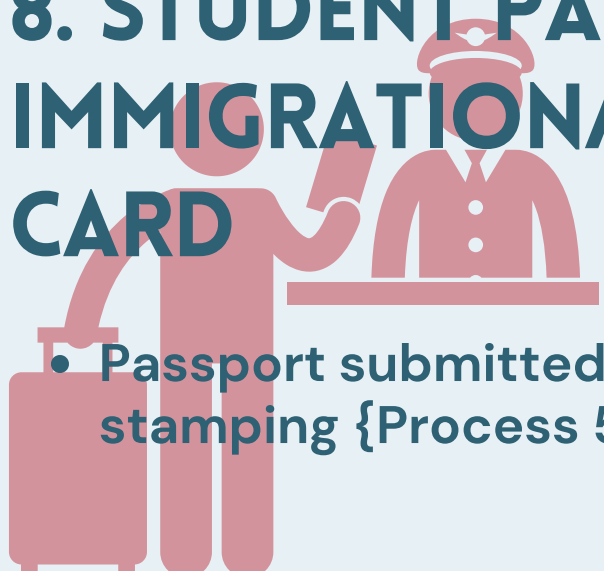 8. STUDENT PA
IMMIGRATIONA
CARD
• Passport submitted
stamping {Process 5